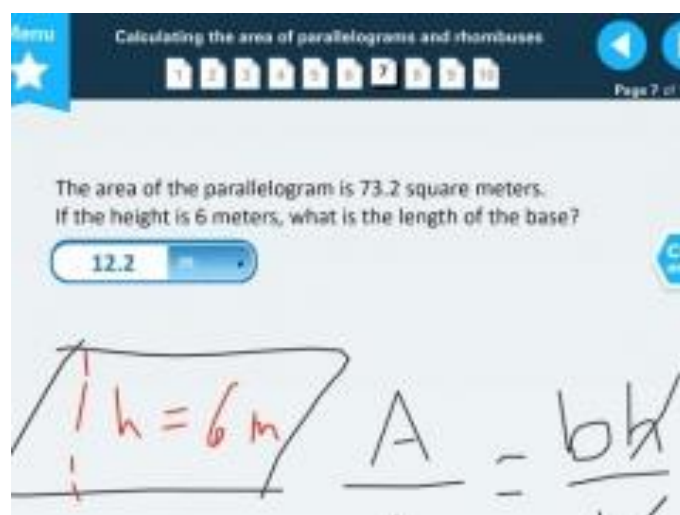 Menu
Calculating the area of parallelograms and rhombuses
1 2 3 4 5 6 7 8 9 10
Page 7 of
The area of the parallelogram is 73.2 square meters.
If the height is 6 meters, what is the length of the base?
12.2 m
h = 6 m
A = bh